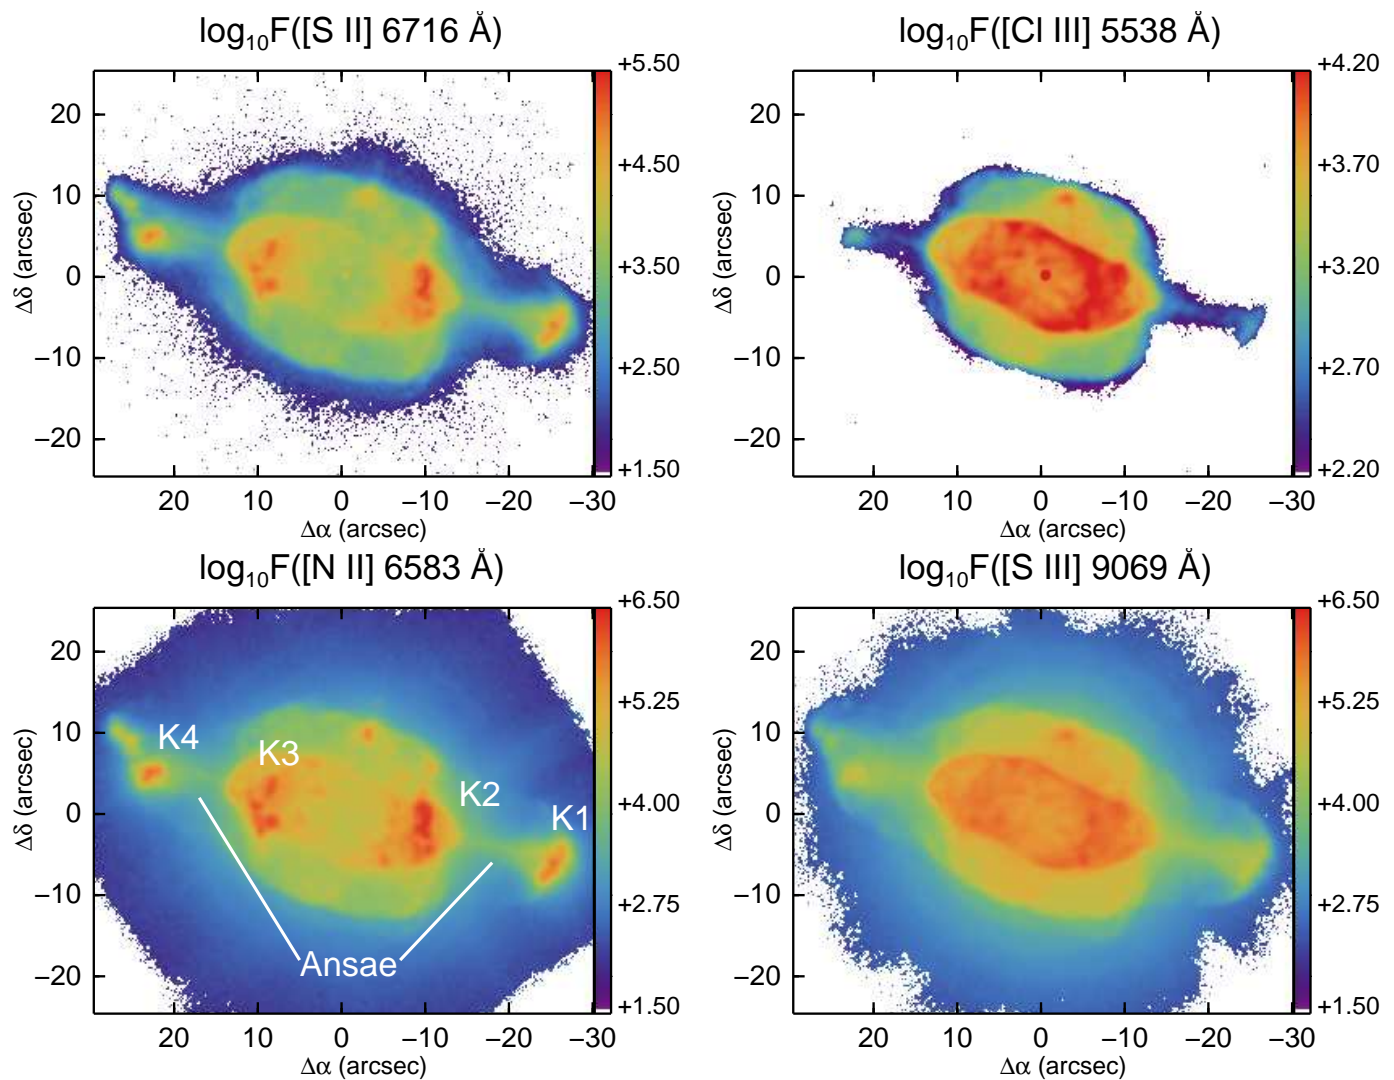 log₁₀F([S II] 6716 Å)
+5.50
+4.50
+3.50
+2.50
+1.50
20
10
0
−10
−20
Δδ (arcsec)
20 10 0 −10 −20 −30
Δα (arcsec)
log₁₀F([Cl III] 5538 Å)
+4.20
+3.70
+3.20
+2.70
+2.20
20
10
0
−10
−20
Δδ (arcsec)
20 10 0 −10 −20 −30
Δα (arcsec)
log₁₀F([N II] 6583 Å)
+6.50
+5.25
+4.00
+2.75
+1.50
20
10
0
−10
−20
Δδ (arcsec)
K4
K3
K2
K1
Ansae
20 10 0 −10 −20 −30
Δα (arcsec)
log₁₀F([S III] 9069 Å)
+6.50
+5.25
+4.00
+2.75
+1.50
20
10
0
−10
−20
Δδ (arcsec)
20 10 0 −10 −20 −30
Δα (arcsec)